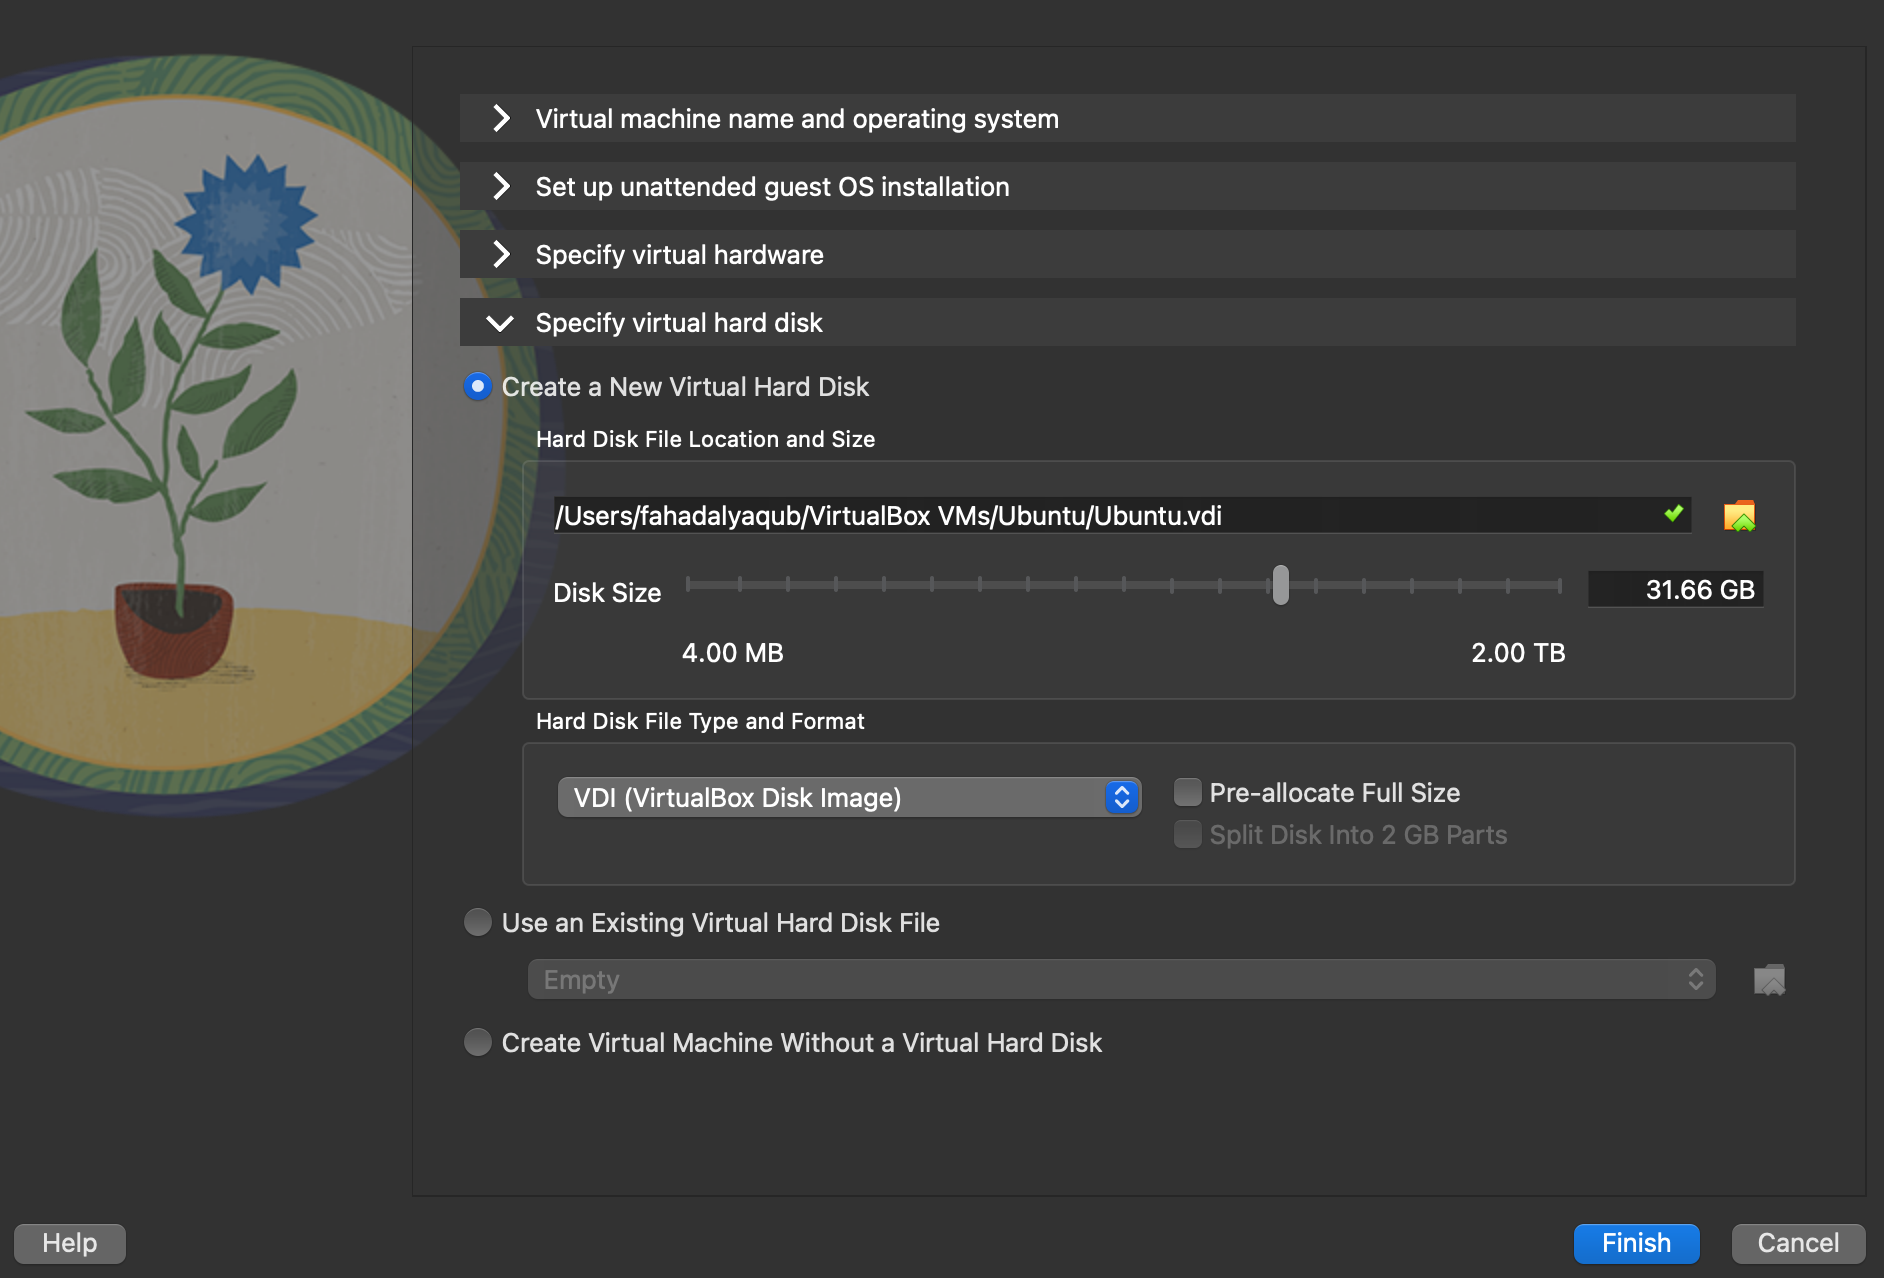 Virtual machine name and operating system
Set up unattended guest OS installation
Specify virtual hardware
Specify virtual hard disk
Create a New Virtual Hard Disk
Hard Disk File Location and Size
/Users/fahadalyaqub/VirtualBox VMs/Ubuntu/Ubuntu.vdi
Disk Size
31.66 GB
4.00 MB
2.00 TB
Hard Disk File Type and Format
VDI (VirtualBox Disk Image)
Pre-allocate Full Size
Split Disk Into 2 GB Parts
Use an Existing Virtual Hard Disk File
Empty
Create Virtual Machine Without a Virtual Hard Disk
Help
Finish
Cancel